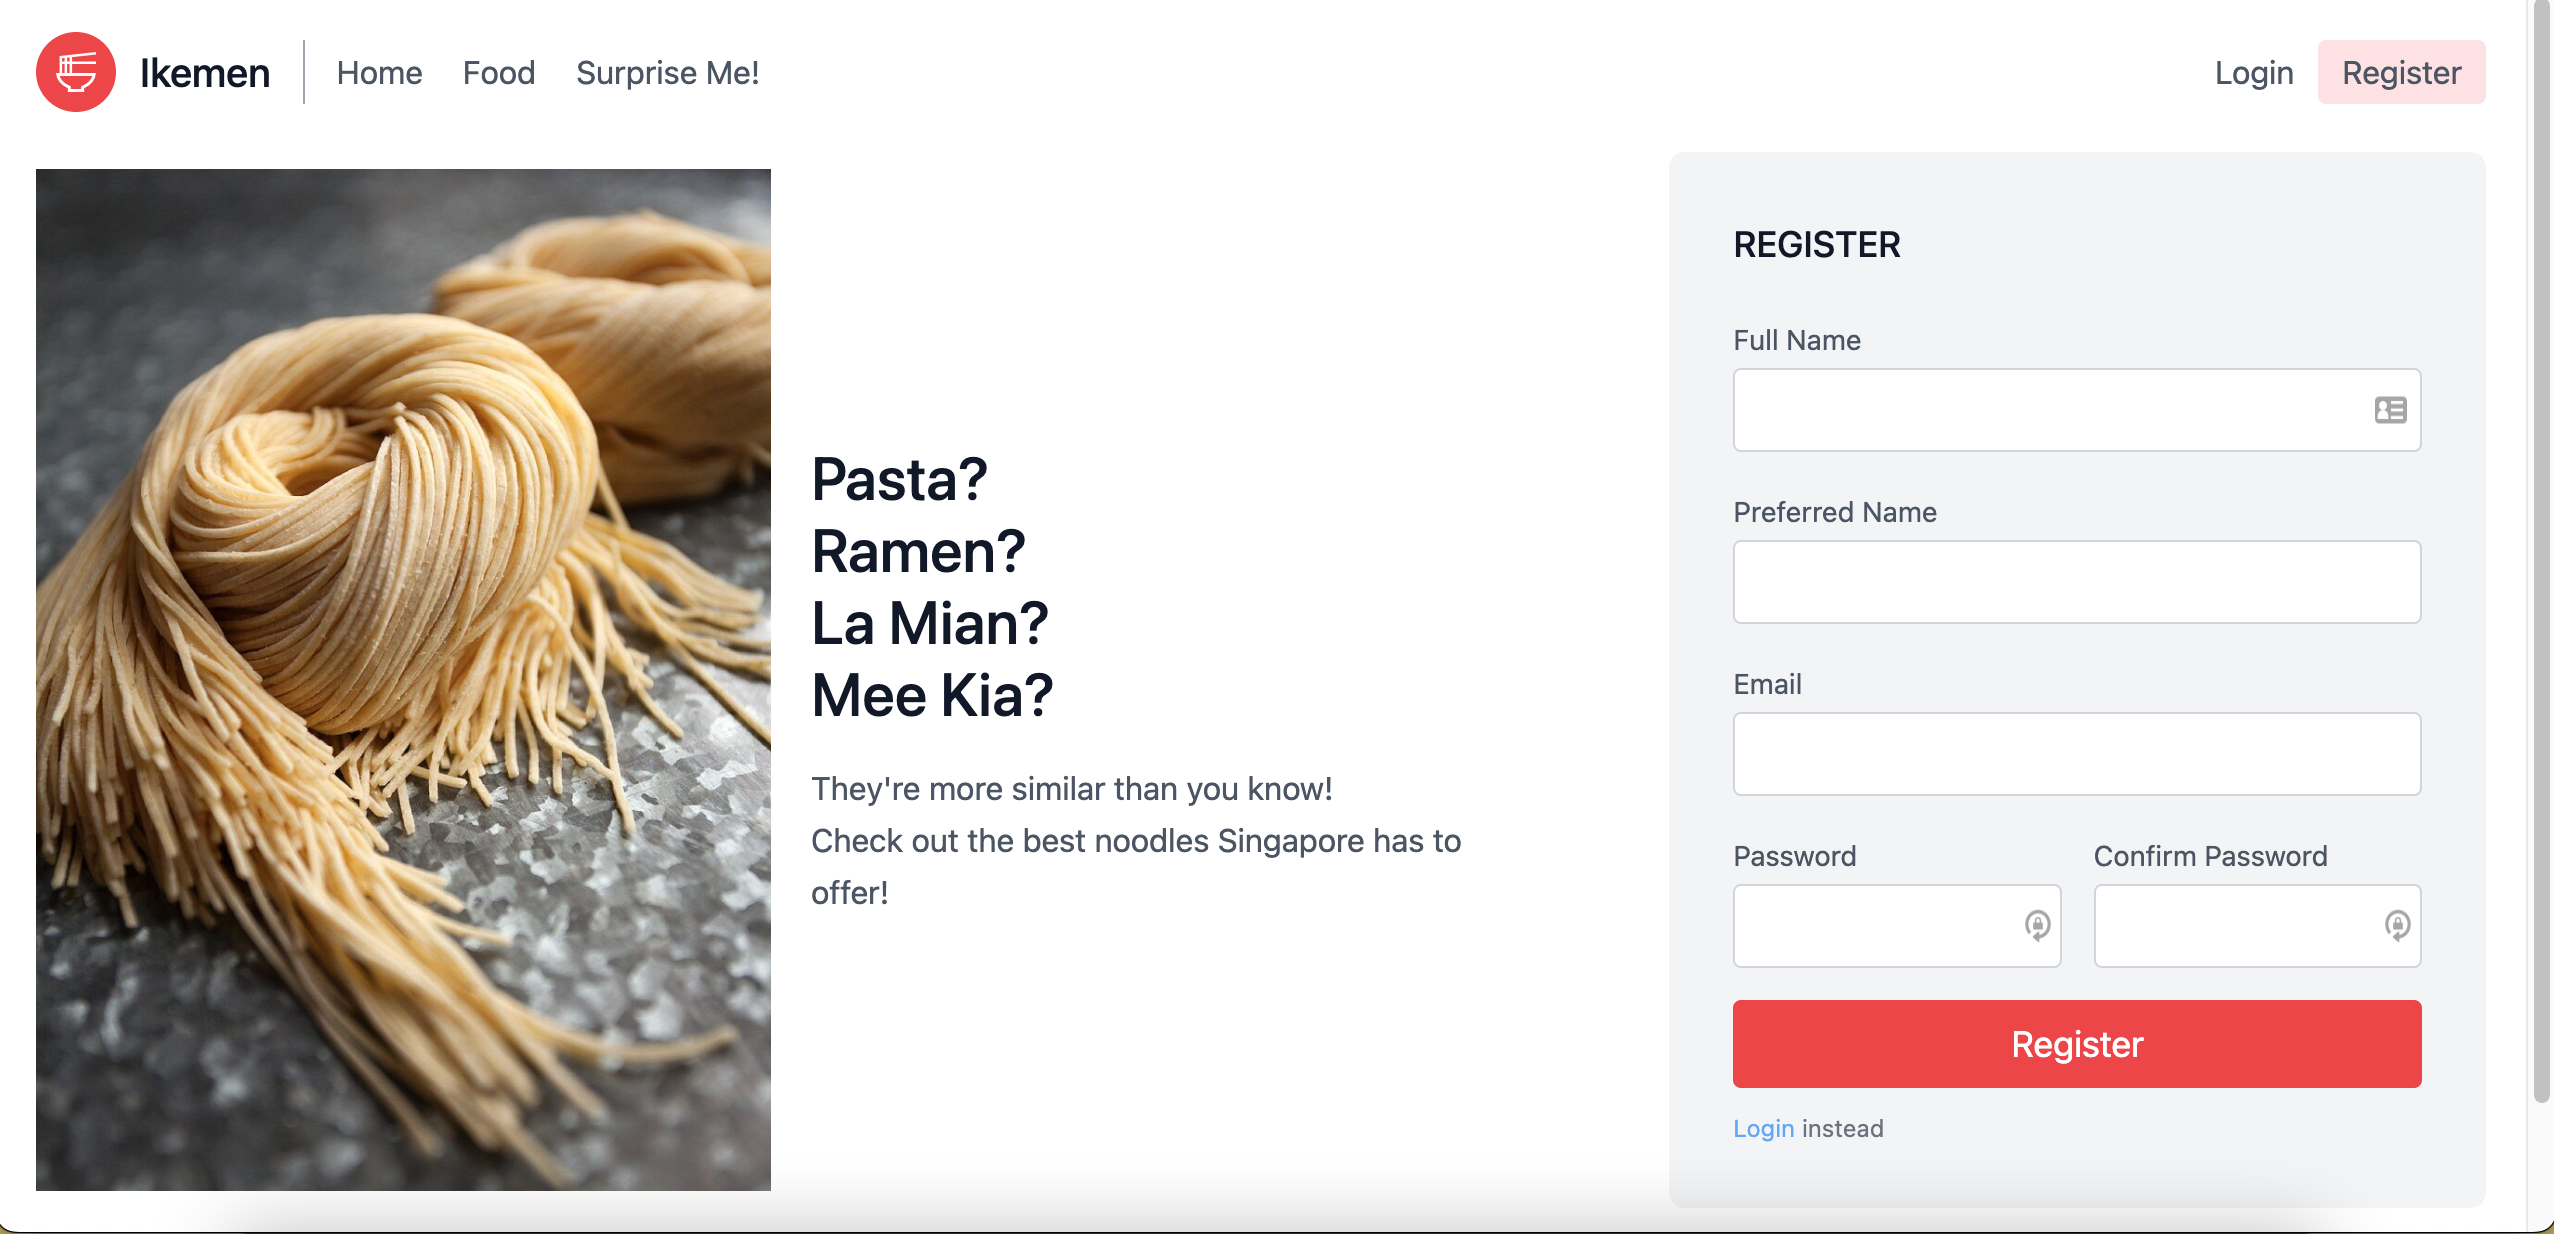 Ikemen Home Food Surprise Me! Login Register
Pasta?
Ramen?
La Mian?
Mee Kia?
They're more similar than you know!
Check out the best noodles Singapore has to
offer!
REGISTER
Full Name
Preferred Name
Email
Password Confirm Password
Register
Login instead